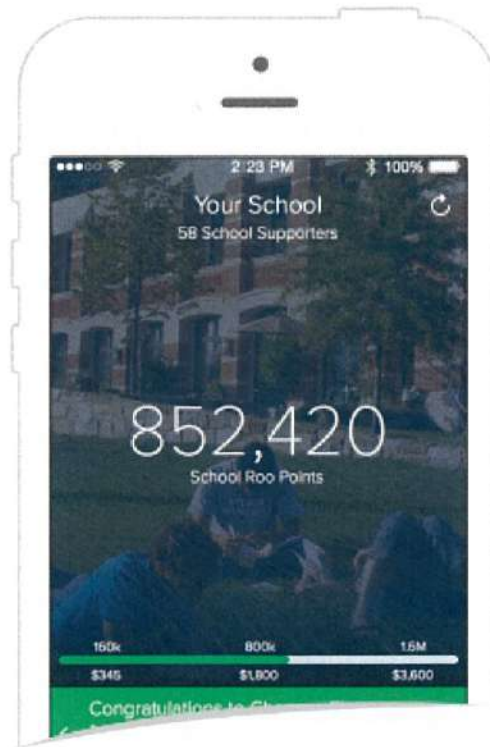 2:23 PM 100%
Your School
58 School Supporters
852,420
School Roo Points
160k 800k 1.6M
$345 $1,800 $3,600
Congratulations to